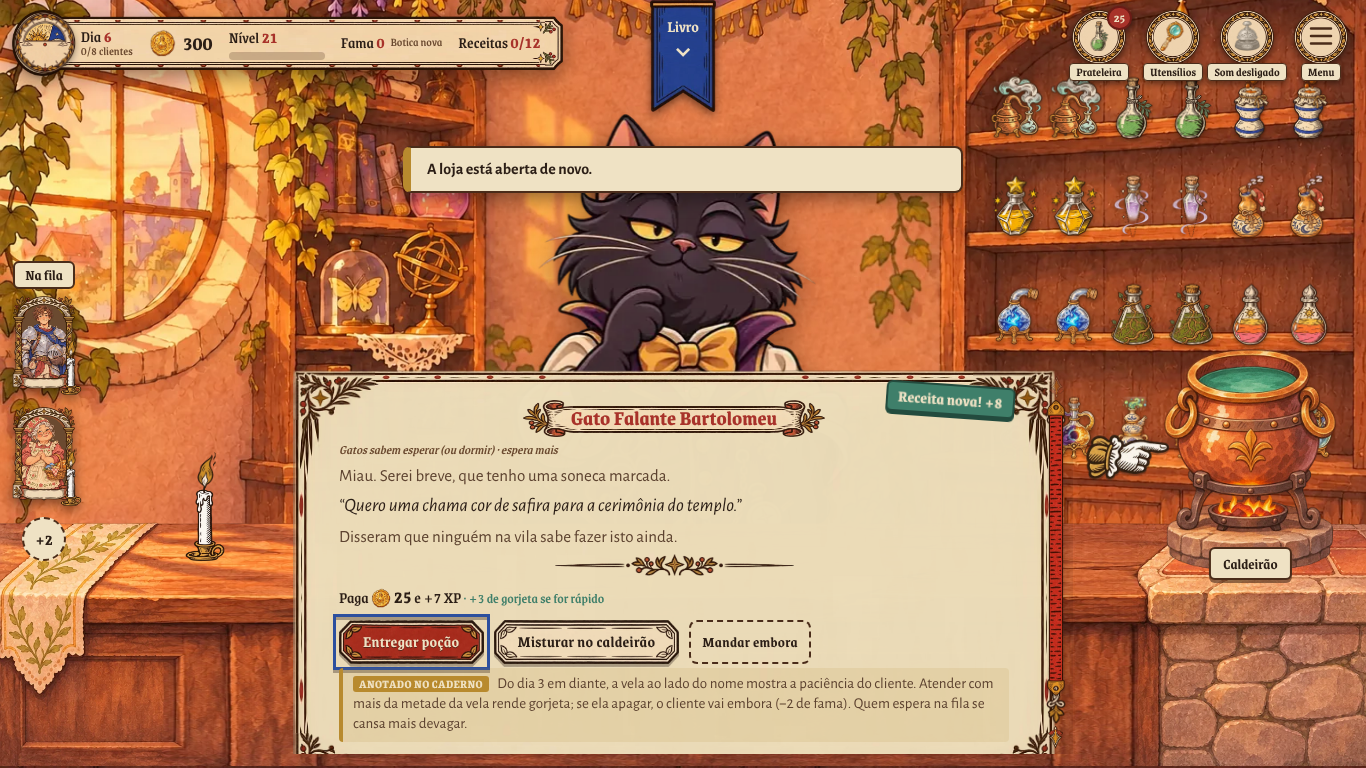 Dia 6
0/8 clientes
300
Nível 21
Fama 0 Botica nova
Receitas 0/12
Livro
25
Prateleira
Utensílios
Som desligado
Menu
A loja está aberta de novo.
Na fila
+2
Receita nova! +8
Gato Falante Bartolomeu
Gatos sabem esperar (ou dormir) · espera mais
Miau. Serei breve, que tenho uma soneca marcada.
“Quero uma chama cor de safira para a cerimônia do templo.”
Disseram que ninguém na vila sabe fazer isto ainda.
Paga 25 e +7 XP · +3 de gorjeta se for rápido
Entregar poção
Misturar no caldeirão
Mandar embora
Caldeirão
ANOTADO NO CADERNO Do dia 3 em diante, a vela ao lado do nome mostra a paciência do cliente. Atender com
mais da metade da vela rende gorjeta; se ela apagar, o cliente vai embora (−2 de fama). Quem espera na fila se
cansa mais devagar.